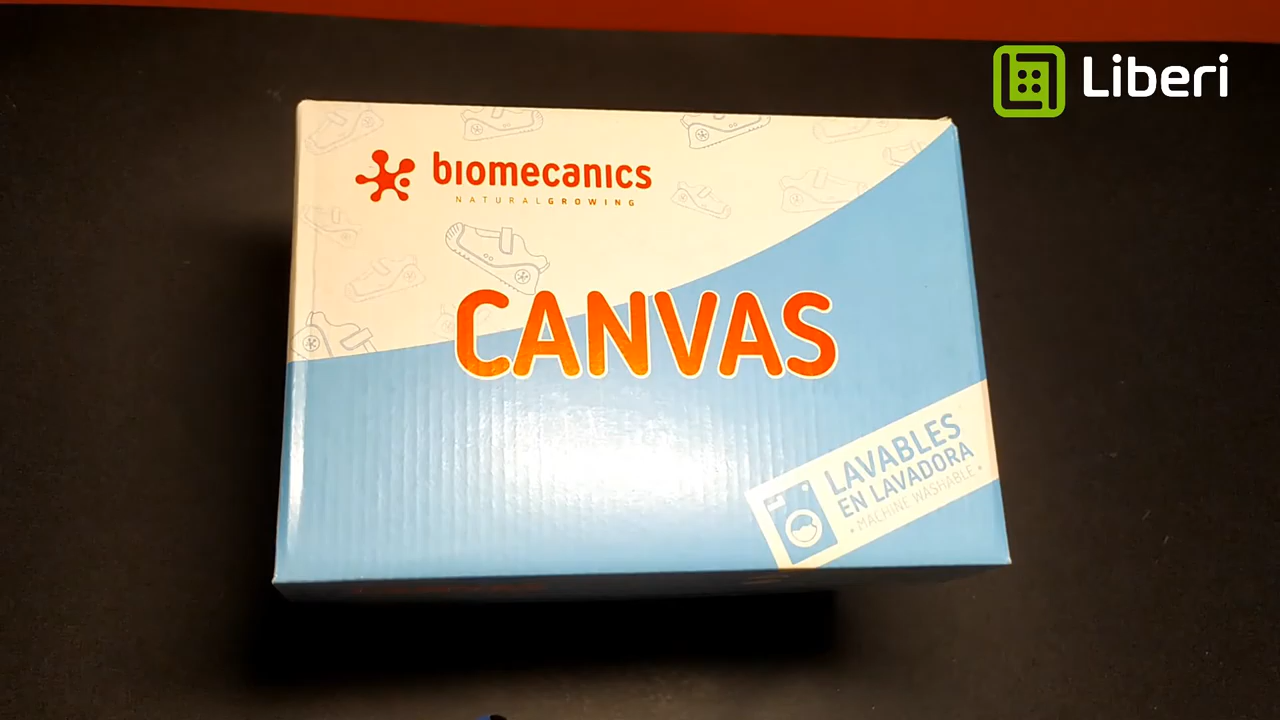 Liberi
biomecanics
NATURALGROWING
CANVAS
LAVABLES
EN LAVADORA
• MACHINE WASHABLE •